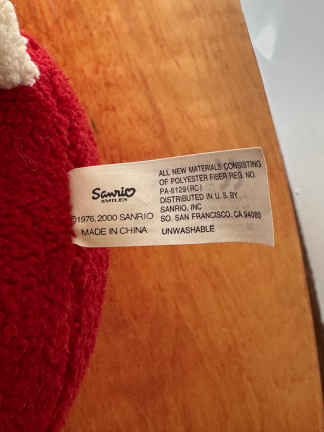 Sanrio
SMILES
©1976, 2000 SANRIO
MADE IN CHINA
ALL NEW MATERIALS CONSISTING
OF POLYESTER FIBER REG. NO.
PA-8129(RC)
DISTRIBUTED IN U.S. BY
SANRIO, INC
SO. SAN FRANCISCO, CA 94080
UNWASHABLE